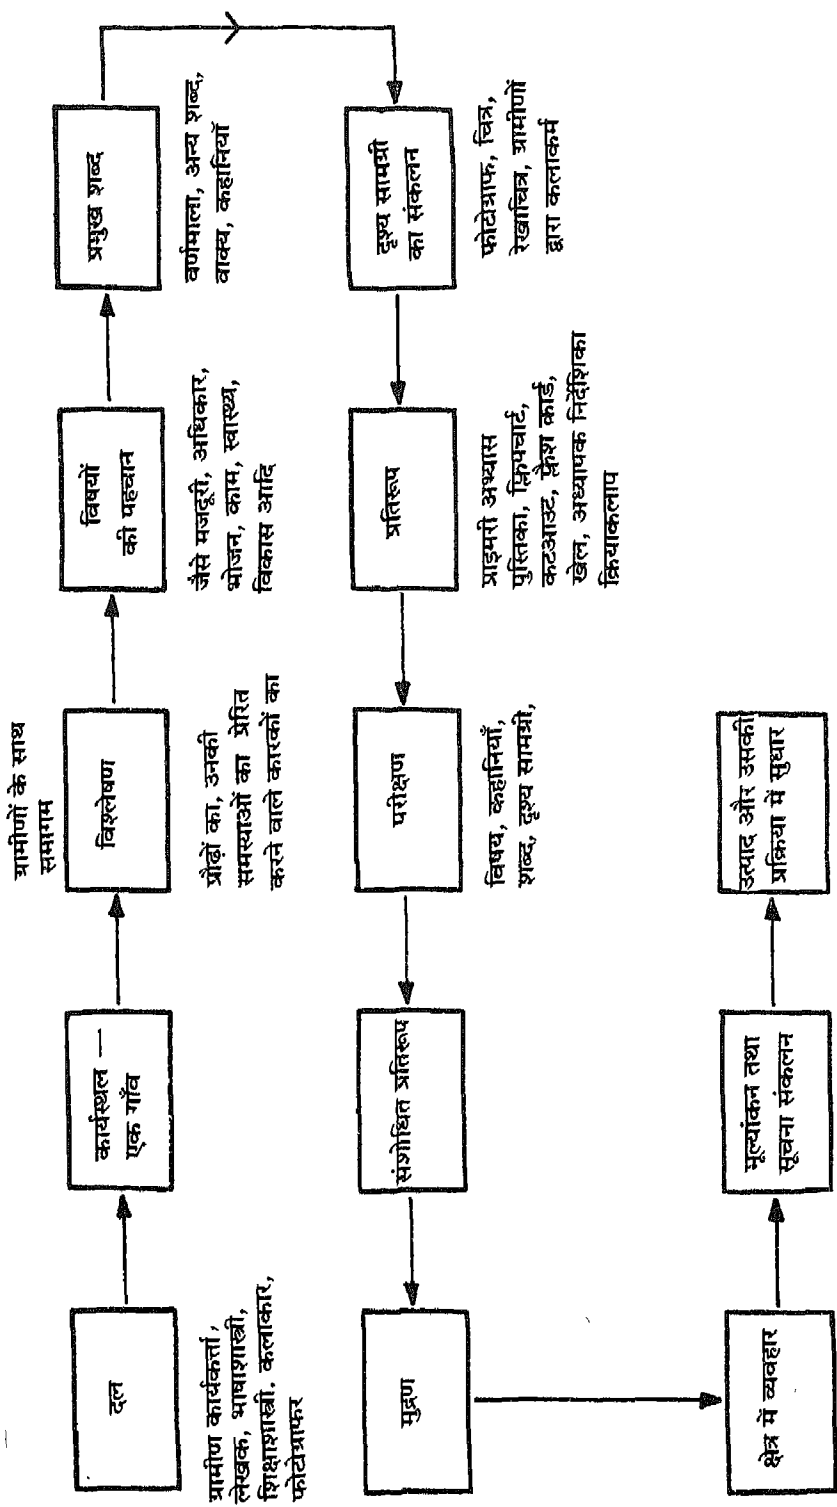 दल
ग्रामीण कार्यकर्त्ता,
लेखक, भाषाशास्त्री,
शिक्षाशास्त्री. कलाकार,
फोटोग्राफर
कार्यस्थल —
एक गाँव
ग्रामीणों के साथ
समागम
विश्लेषण
प्रौढ़ों का, उनकी
समस्याओं का प्रेरित
करने वाले कारकों का
विषयों
की पहचान
जैसे मजदूरी, अधिकार,
भोजन, काम, स्वास्थ्य,
विकास आदि
प्रमुख शब्द
वर्णमाला, अन्य शब्द,
वाक्य, कहानियाँ
दृश्य सामग्री
का संकलन
फोटोग्राफ, चित्र,
रेखाचित्र, ग्रामीणों
द्वारा कलाकर्म
प्रतिरूप
प्राइमरी अभ्यास
पुस्तिका, फ़्लिपचार्ट,
कटआउट, फ़्लैश कार्ड,
खेल, अध्यापक निर्देशिका
क्रियाकलाप
परीक्षण
विषय, कहानियाँ,
शब्द, दृश्य सामग्री,
संशोधित प्रतिरूप
मुद्रण
क्षेत्र में व्यवहार
मूल्यांकन तथा
सूचना संकलन
उत्पाद और उसकी
प्रक्रिया में सुधार